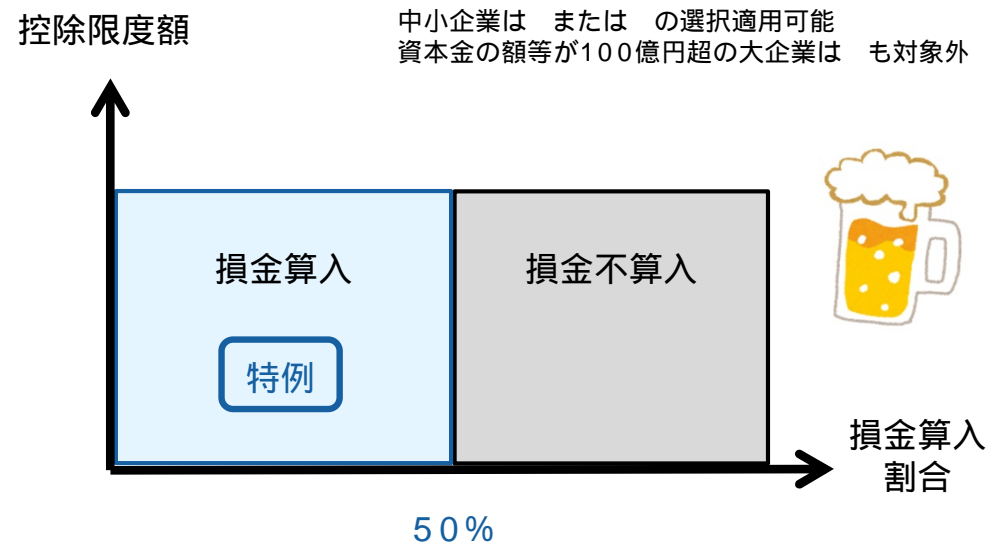 控除限度額
中小企業は　または　の選択適用可能
資本金の額等が１００億円超の大企業は　も対象外
損金算入
損金不算入
特例
損金算入
割合
５０％